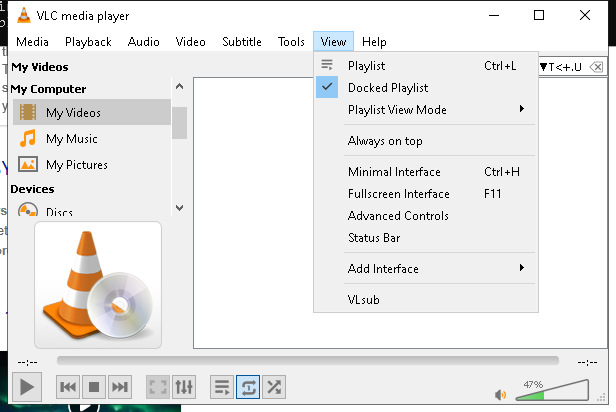 VLC media player
Media Playback Audio Video Subtitle Tools View Help
My Videos
My Computer
My Videos
My Music
My Pictures
Devices
Discs
Playlist Ctrl+L
Docked Playlist
Playlist View Mode
Always on top
Minimal Interface Ctrl+H
Fullscreen Interface F11
Advanced Controls
Status Bar
Add Interface
VLsub
▼T<+.U
--:-- --:--
47%